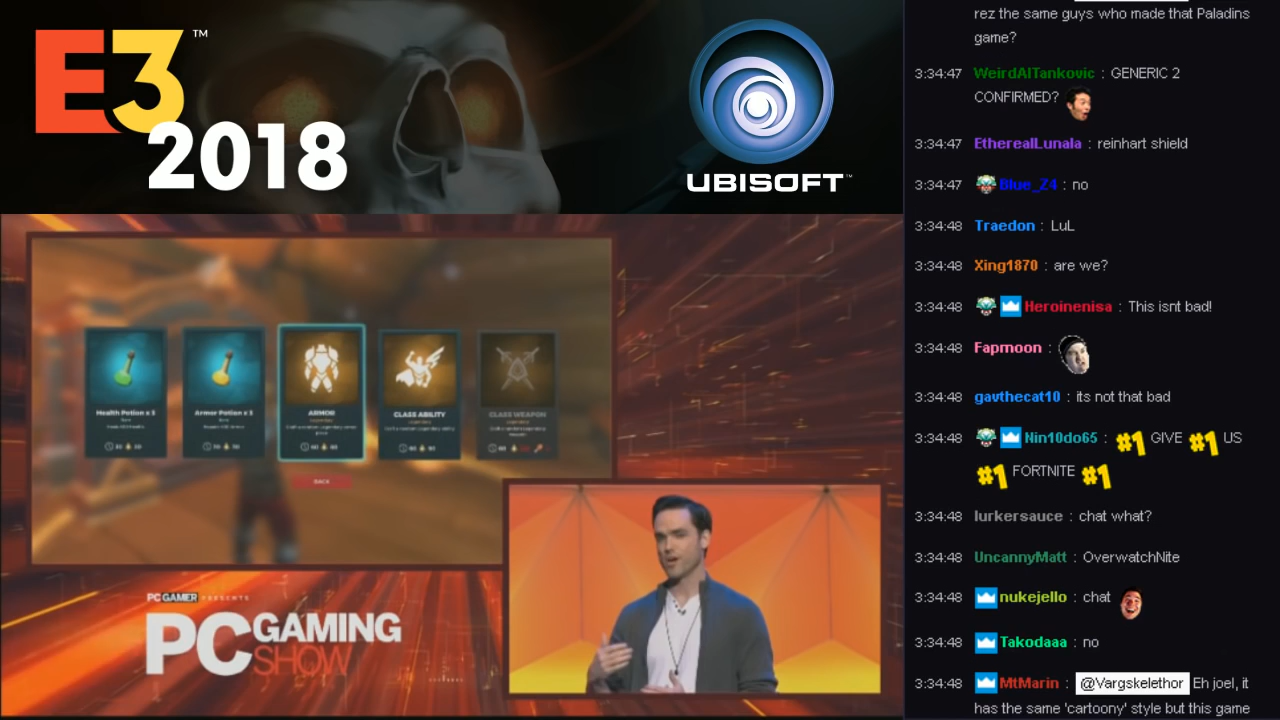 E3™
2018
UBISOFT™
Health Potion x 3
Armor Potion x 3
ARMOR
CLASS ABILITY
CLASS WEAPON
BACK
PC GAMER PRESENTS
PC GAMING
SHOW
rez the same guys who made that Paladins
game?
3:34:47 WeirdAlTankovic : GENERIC 2
CONFIRMED?
3:34:47 EtherealLunala : reinhart shield
3:34:47 Blue_Z4 : no
3:34:48 Traedon : LuL
3:34:48 Xing1870 : are we?
3:34:48 Heroinenisa : This isnt bad!
3:34:48 Fapmoon :
3:34:48 gavthecat10 : its not that bad
3:34:48 Nin10do65 : #1 GIVE #1 US
#1 FORTNITE #1
3:34:48 lurkersauce : chat what?
3:34:48 UncannyMatt : OverwatchNite
3:34:48 nukejello : chat
3:34:48 Takodaaa : no
3:34:48 MtMarin : @Vargskelethor Eh joel, it
has the same 'cartoony' style but this game